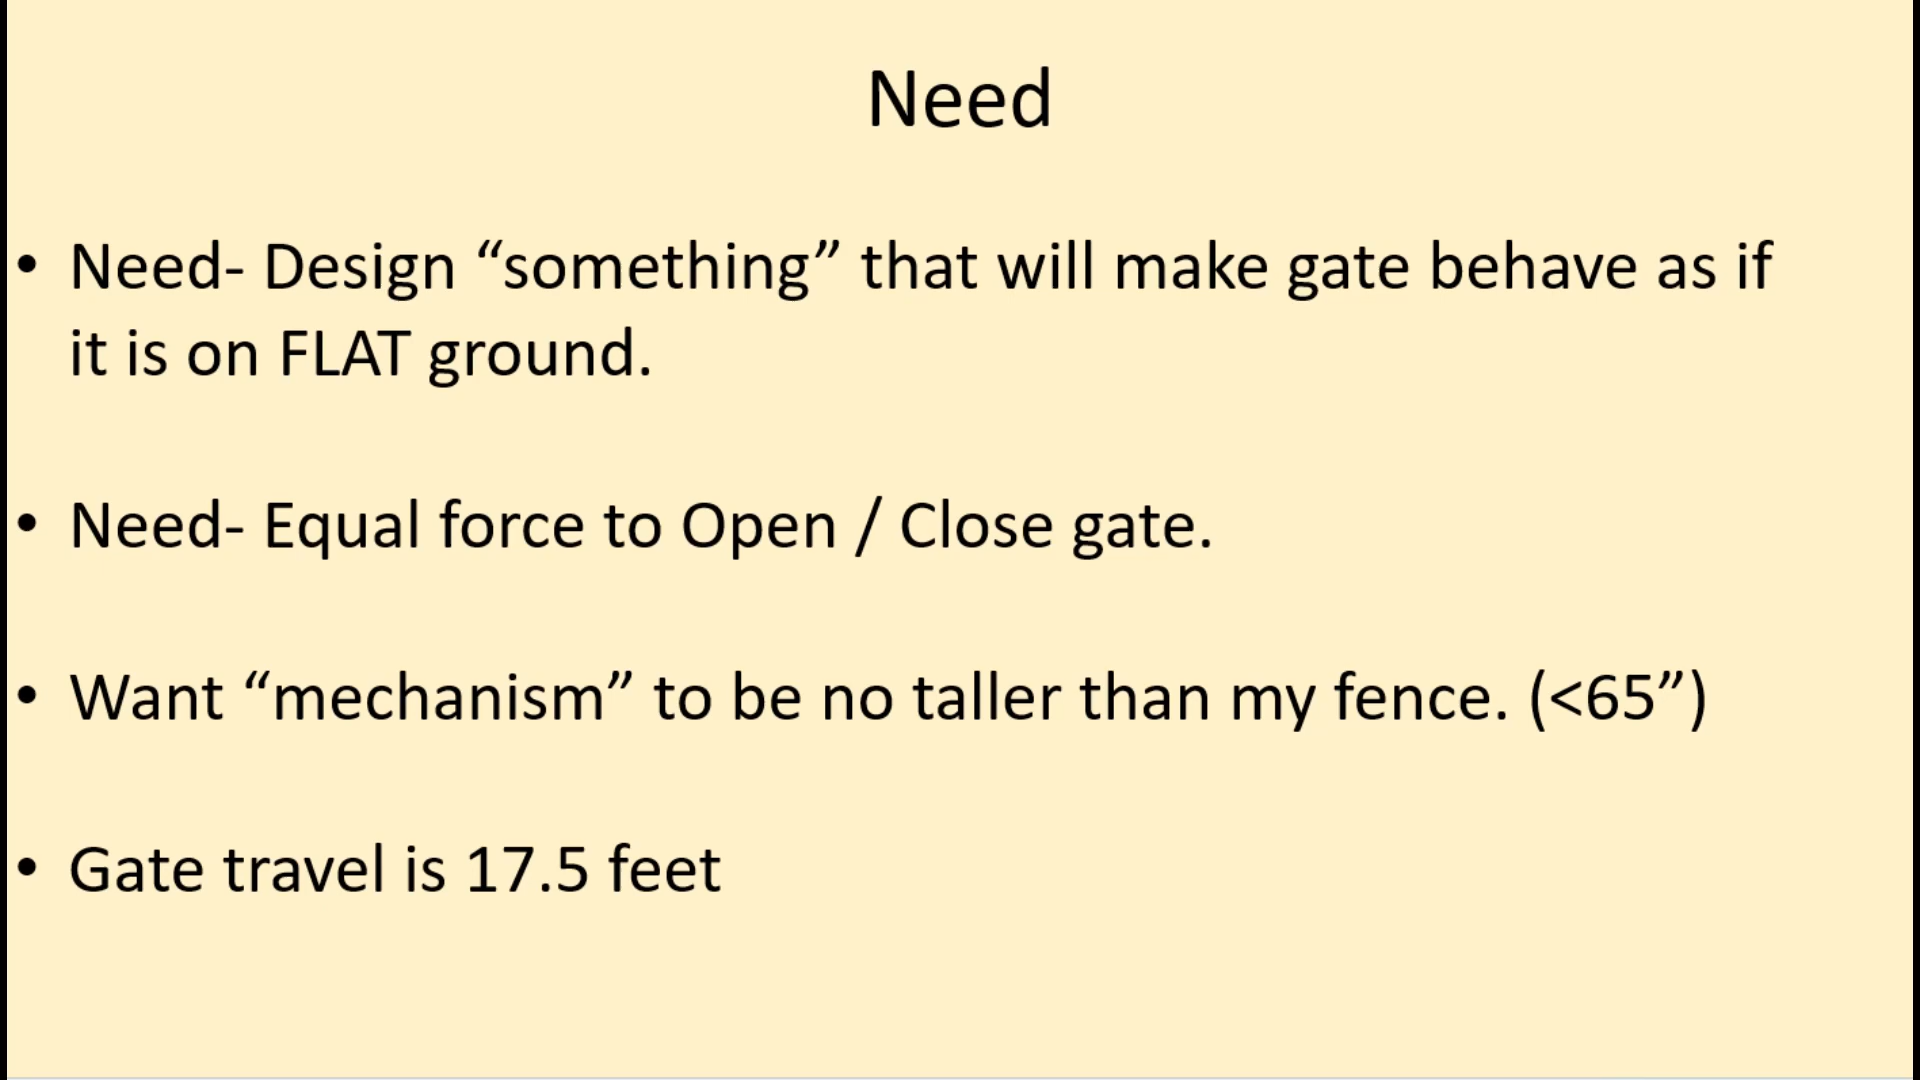 Need
• Need- Design “something” that will make gate behave as if
it is on FLAT ground.
• Need- Equal force to Open / Close gate.
• Want “mechanism” to be no taller than my fence. (<65”)
• Gate travel is 17.5 feet